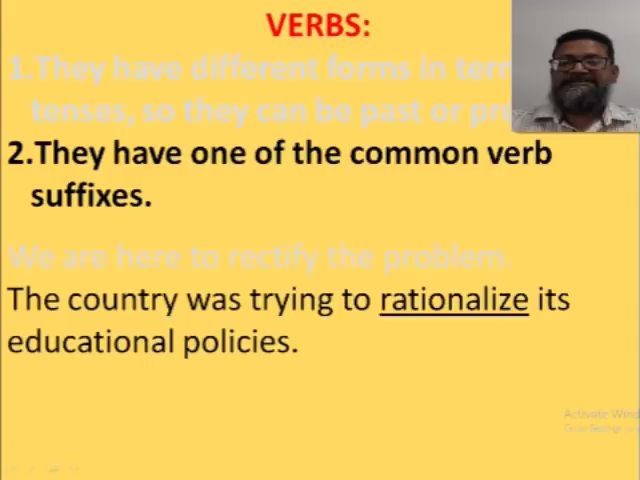 VERBS:
1.They have different forms in
tenses, so they can be past or
2.They have one of the common verb
suffixes.
We are here to rectify the problem.
The country was trying to rationalize its
educational policies.
Activate